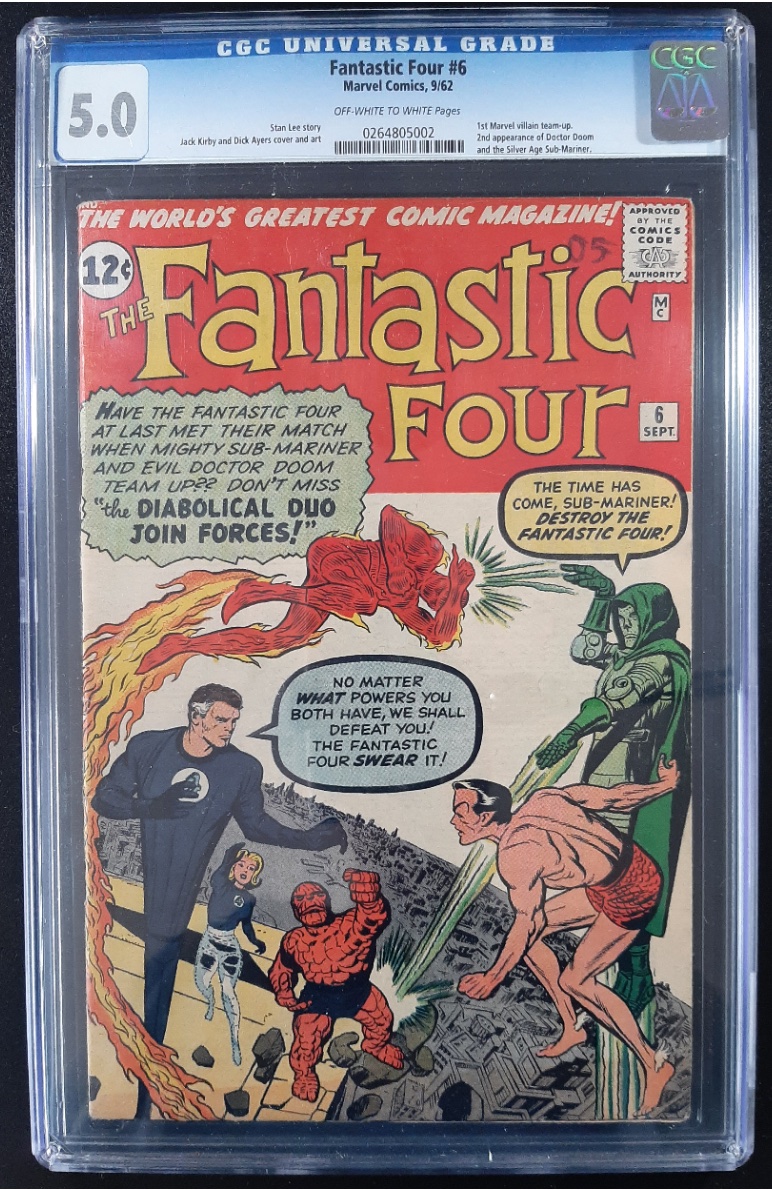 CGC UNIVERSAL GRADE
5.0
Fantastic Four #6
Marvel Comics, 9/62
OFF-WHITE TO WHITE Pages
Stan Lee story
Jack Kirby and Dick Ayers cover and art
0264805002
1st Marvel villain team-up.
2nd appearance of Doctor Doom
and the Silver Age Sub-Mariner.
CGC
IND.
THE WORLD'S GREATEST COMIC MAGAZINE!
APPROVED
BY THE
COMICS
CODE
CA
AUTHORITY
12¢
05
THE Fantastic
Four
M
C
6
SEPT.
HAVE THE FANTASTIC FOUR
AT LAST MET THEIR MATCH
WHEN MIGHTY SUB-MARINER
AND EVIL DOCTOR DOOM
TEAM UP?? DON'T MISS
"the DIABOLICAL DUO
JOIN FORCES!"
THE TIME HAS
COME, SUB-MARINER!
DESTROY THE
FANTASTIC FOUR!
NO MATTER
WHAT POWERS YOU
BOTH HAVE, WE SHALL
DEFEAT YOU!
THE FANTASTIC
FOUR SWEAR IT!
4